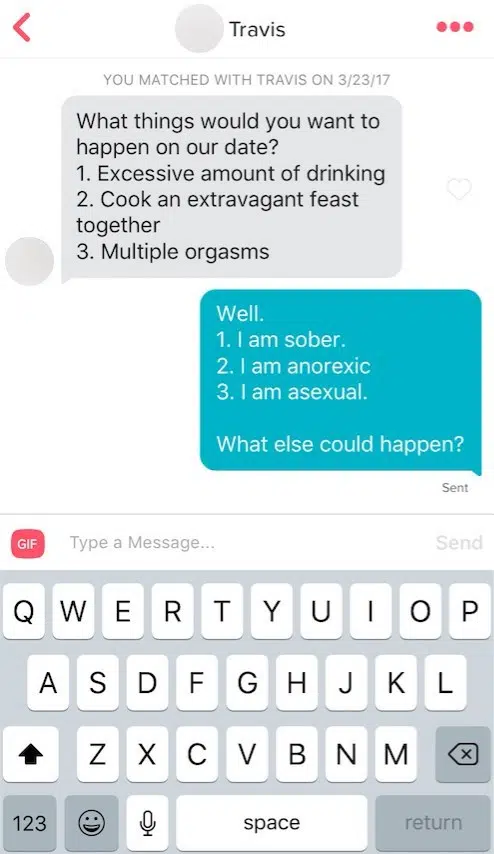 Travis
YOU MATCHED WITH TRAVIS ON 3/23/17
What things would you want to
happen on our date?
1. Excessive amount of drinking
2. Cook an extravagant feast
together
3. Multiple orgasms
Well.
1. I am sober.
2. I am anorexic
3. I am asexual.
What else could happen?
Sent
GIF Type a Message... Send
Q W E R T Y U I O P
A S D F G H J K L
Z X C V B N M
123 space return